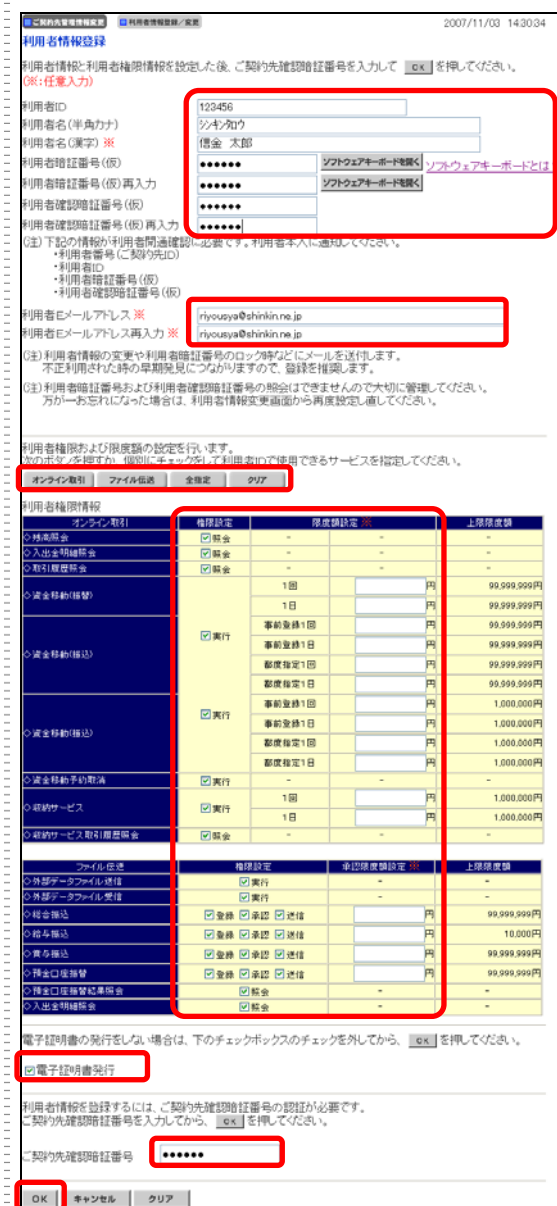 ご契約先管理情報変更 利用者情報登録/変更 2007/11/03 14:30:34
利用者情報登録
利用者情報と利用者権限情報を設定した後、ご契約先確認暗証番号を入力して OK を押してください。
(※:任意入力)
利用者ID 123456
利用者名(半角カナ) シンキンタロウ
利用者名(漢字) ※ 信金 太郎
利用者暗証番号(仮) ●●●●●● ソフトウェアキーボードを開く ソフトウェアキーボードとは
利用者暗証番号(仮)再入力 ●●●●●● ソフトウェアキーボードを開く
利用者確認暗証番号(仮) ●●●●●●
利用者確認暗証番号(仮)再入力 ●●●●●●
(注)下記の情報が利用者開通確認に必要です。利用者本人に通知してください。
・利用者番号(ご契約先ID)
・利用者ID
・利用者暗証番号(仮)
・利用者確認暗証番号(仮)
利用者Eメールアドレス ※ riyousya@shinkin.ne.jp
利用者Eメールアドレス再入力 ※ riyousya@shinkin.ne.jp
(注)利用者情報の変更や利用者暗証番号のロック時などにメールを送付します。
不正利用された時の早期発見につながりますので、登録を推奨します。
(注)利用者暗証番号および利用者確認暗証番号の照会はできませんので大切に管理してください。
万が一お忘れになった場合は、利用者情報変更画面から再度設定し直してください。
利用者権限および限度額の設定を行います。
次のボタンを押すか、個別にチェックをして利用者IDで使用できるサービスを指定してください。
オンライン取引 ファイル伝送 全指定 クリア
利用者権限情報
オンライン取引 権限設定 限度額設定 ※ 上限限度額
◇残高照会 照会 - - -
◇入出金明細照会 照会 - - -
◇取引履歴照会 照会 - - -
◇資金移動(振替) 1回 円 99,999,999円
1日 円 99,999,999円
実行
◇資金移動(振込) 事前登録1回 円 99,999,999円
事前登録1日 円 99,999,999円
都度指定1回 円 99,999,999円
都度指定1日 円 99,999,999円
◇資金移動(振込) 実行 事前登録1回 円 1,000,000円
事前登録1日 円 1,000,000円
都度指定1回 円 1,000,000円
都度指定1日 円 1,000,000円
◇資金移動予約取消 実行 - - -
◇収納サービス 実行 1回 円 1,000,000円
1日 円 1,000,000円
◇収納サービス取引履歴照会 照会 - - -
ファイル伝送 権限設定 承認限度額設定 ※ 上限限度額
◇外部データファイル送信 実行 - -
◇外部データファイル受信 実行 - -
◇総合振込 登録 承認 送信 円 99,999,999円
◇給与振込 登録 承認 送信 円 10,000円
◇賞与振込 登録 承認 送信 円 99,999,999円
◇預金口座振替 登録 承認 送信 円 99,999,999円
◇預金口座振替結果照会 照会 - -
◇入出金明細照会 照会 - -
電子証明書の発行をしない場合は、下のチェックボックスのチェックを外してから、 OK を押してください。
電子証明書発行
利用者情報を登録するには、ご契約先確認暗証番号の認証が必要です。
ご契約先確認暗証番号を入力してから、 OK を押してください。
ご契約先確認暗証番号 ●●●●●●
OK キャンセル クリア